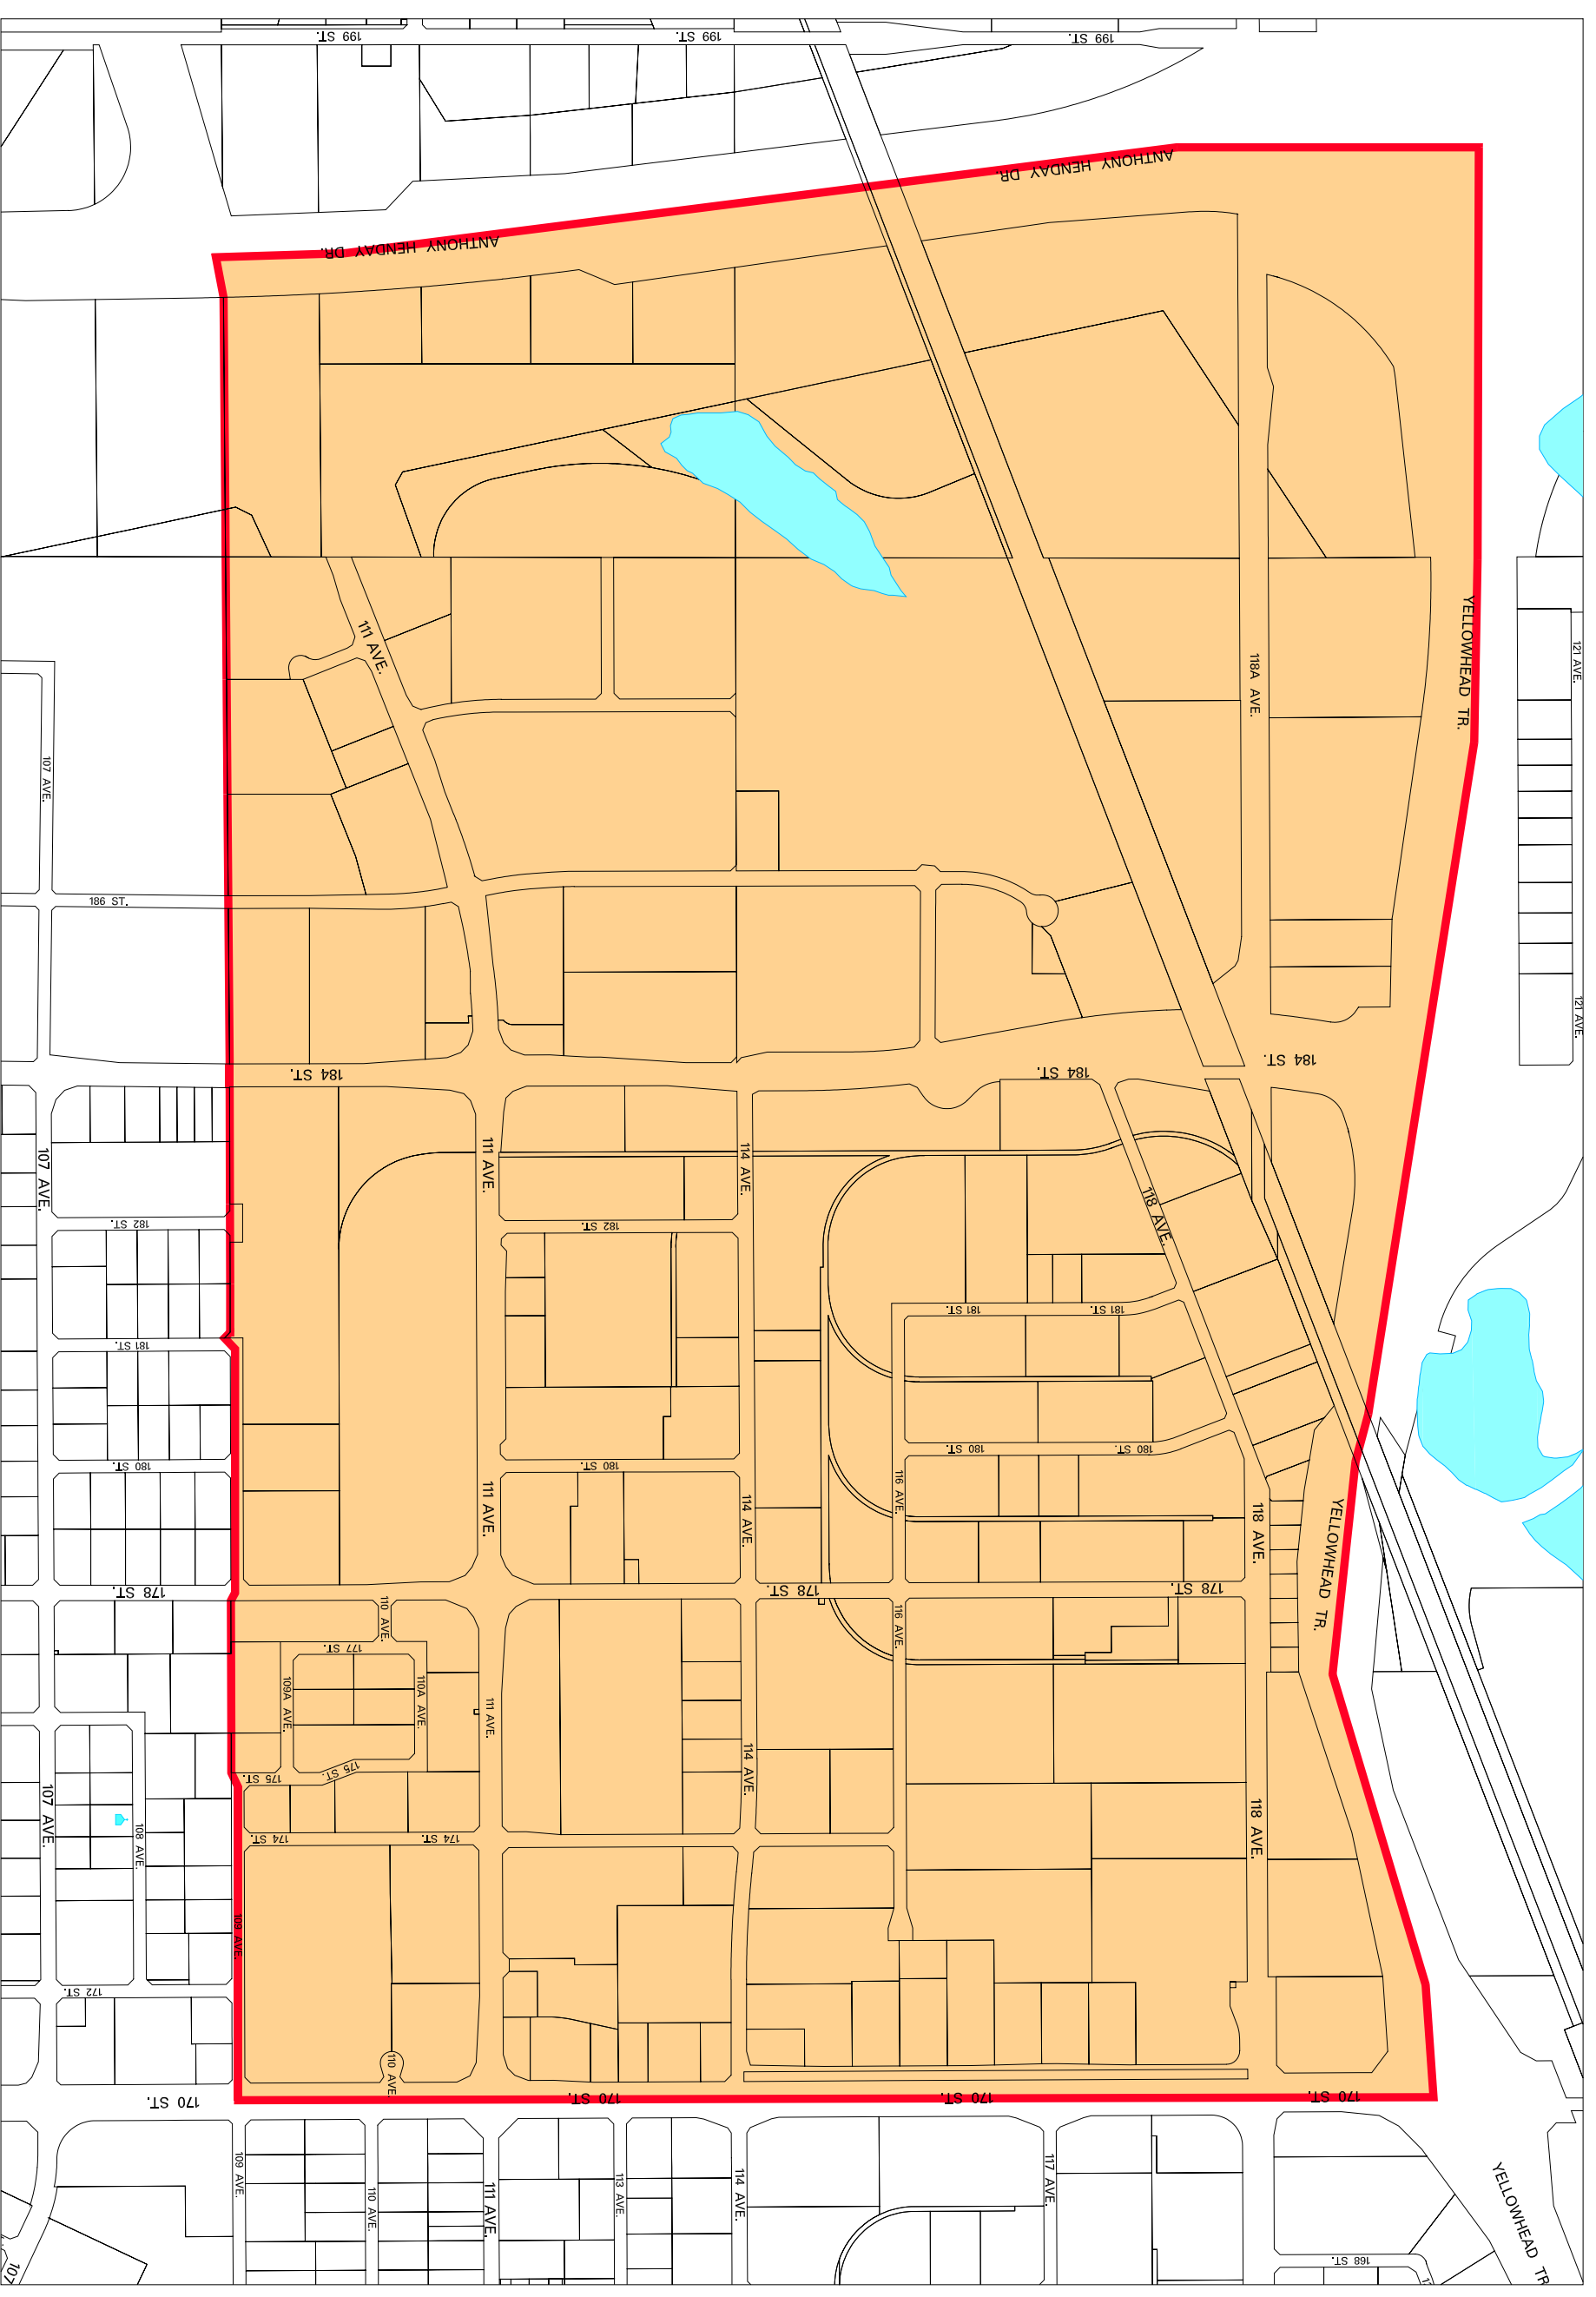 199 ST.
199 ST.
199 ST.
ANTHONY HENDAY DR.
ANTHONY HENDAY DR.
YELLOWHEAD TR.
111 AVE.
118A AVE.
121 AVE.
107 AVE.
186 ST.
121 AVE.
184 ST.
184 ST.
184 ST.
107 AVE.
111 AVE.
114 AVE.
118 AVE.
182 ST.
182 ST.
181 ST.
181 ST.
181 ST.
180 ST.
180 ST.
180 ST.
180 ST.
111 AVE.
114 AVE.
116 AVE.
118 AVE.
YELLOWHEAD TR.
178 ST.
178 ST.
178 ST.
110 AVE.
116 AVE.
177 ST.
109A AVE.
110A AVE.
111 AVE.
114 AVE.
175 ST.
175 ST.
107 AVE.
108 AVE.
118 AVE.
174 ST.
174 ST.
109 AVE.
172 ST.
110 AVE.
170 ST.
170 ST.
170 ST.
170 ST.
109 AVE.
110 AVE.
111 AVE.
113 AVE.
114 AVE.
117 AVE.
YELLOWHEAD TR
168 ST.
107